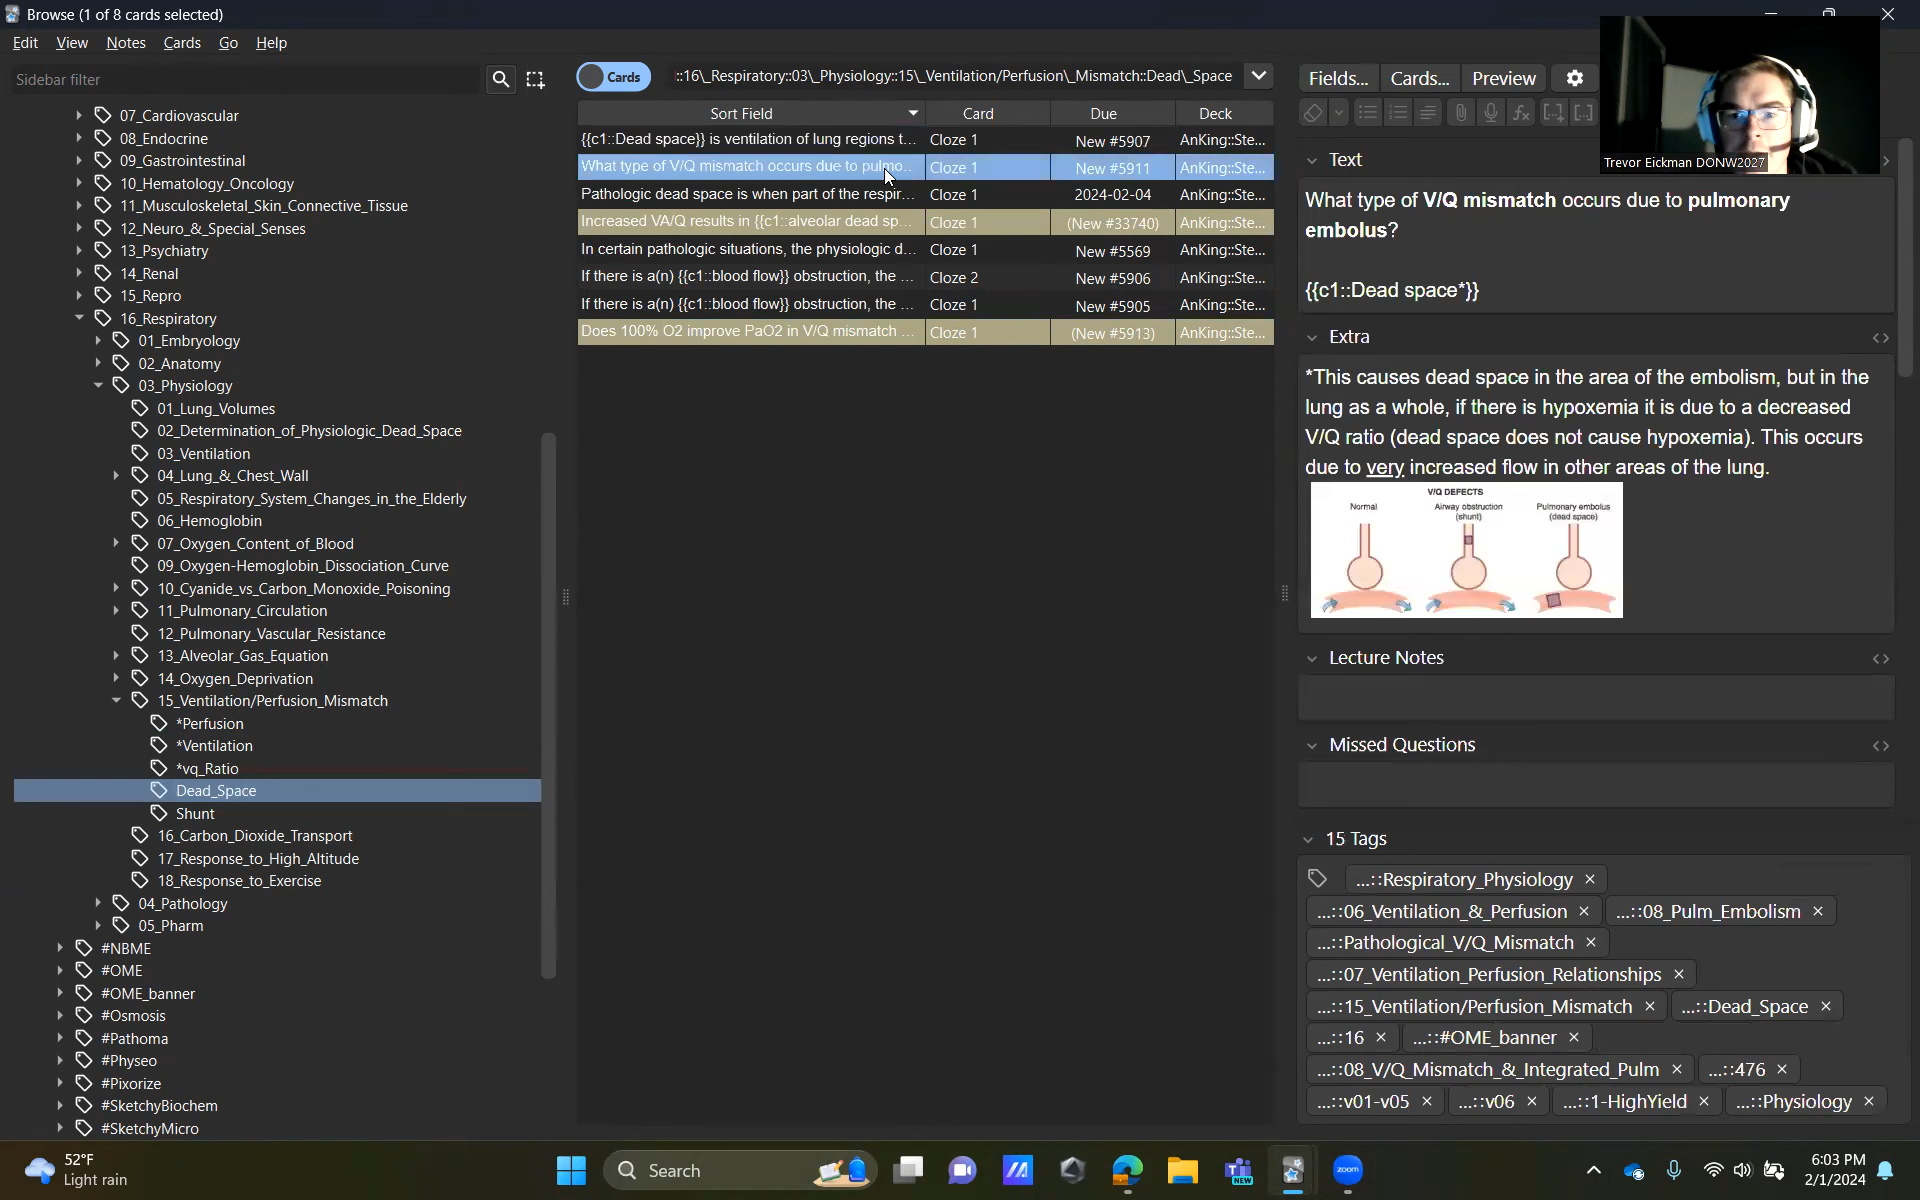 Browse (1 of 8 cards selected)
Edit View Notes Cards Go Help
Sidebar filter
Cards
::16\_Respiratory::03\_Physiology::15\_Ventilation/Perfusion\_Mismatch::Dead\_Space
Fields... Cards... Preview
07_Cardiovascular
08_Endocrine
09_Gastrointestinal
10_Hematology_Oncology
11_Musculoskeletal_Skin_Connective_Tissue
12_Neuro_&_Special_Senses
13_Psychiatry
14_Renal
15_Repro
16_Respiratory
01_Embryology
02_Anatomy
03_Physiology
01_Lung_Volumes
02_Determination_of_Physiologic_Dead_Space
03_Ventilation
04_Lung_&_Chest_Wall
05_Respiratory_System_Changes_in_the_Elderly
06_Hemoglobin
07_Oxygen_Content_of_Blood
09_Oxygen-Hemoglobin_Dissociation_Curve
10_Cyanide_vs_Carbon_Monoxide_Poisoning
11_Pulmonary_Circulation
12_Pulmonary_Vascular_Resistance
13_Alveolar_Gas_Equation
14_Oxygen_Deprivation
15_Ventilation/Perfusion_Mismatch
*Perfusion
*Ventilation
*vq_Ratio
Dead_Space
Shunt
16_Carbon_Dioxide_Transport
17_Response_to_High_Altitude
18_Response_to_Exercise
04_Pathology
05_Pharm
#NBME
#OME
#OME_banner
#Osmosis
#Pathoma
#Physeo
#Pixorize
#SketchyBiochem
#SketchyMicro
Sort Field Card Due Deck
{{c1::Dead space}} is ventilation of lung regions t... Cloze 1 New #5907 AnKing::Ste...
What type of V/Q mismatch occurs due to pulmo... Cloze 1 New #5911 AnKing::Ste...
Pathologic dead space is when part of the respir... Cloze 1 2024-02-04 AnKing::Ste...
Increased VA/Q results in {{c1::alveolar dead sp... Cloze 1 (New #33740) AnKing::Ste...
In certain pathologic situations, the physiologic d... Cloze 1 New #5569 AnKing::Ste...
If there is a(n) {{c1::blood flow}} obstruction, the ... Cloze 2 New #5906 AnKing::Ste...
If there is a(n) {{c1::blood flow}} obstruction, the ... Cloze 1 New #5905 AnKing::Ste...
Does 100% O2 improve PaO2 in V/Q mismatch ... Cloze 1 (New #5913) AnKing::Ste...
Trevor Eickman DONW2027
Text
What type of V/Q mismatch occurs due to pulmonary
embolus?
{{c1::Dead space*}}
Extra
*This causes dead space in the area of the embolism, but in the
lung as a whole, if there is hypoxemia it is due to a decreased
V/Q ratio (dead space does not cause hypoxemia). This occurs
due to very increased flow in other areas of the lung.
V/Q DEFECTS
Normal Airway obstruction Pulmonary embolus
(shunt) (dead space)
Lecture Notes
Missed Questions
15 Tags
...::Respiratory_Physiology ×
...::06_Ventilation_&_Perfusion × ...::08_Pulm_Embolism ×
...::Pathological_V/Q_Mismatch ×
...::07_Ventilation_Perfusion_Relationships ×
...::15_Ventilation/Perfusion_Mismatch × ...::Dead_Space ×
...::16 × ...::#OME_banner ×
...::08_V/Q_Mismatch_&_Integrated_Pulm × ...::476 ×
...::v01-v05 × ...::v06 × ...::1-HighYield × ...::Physiology ×
52°F
Light rain
Search
NEW
zoom
6:03 PM
2/1/2024